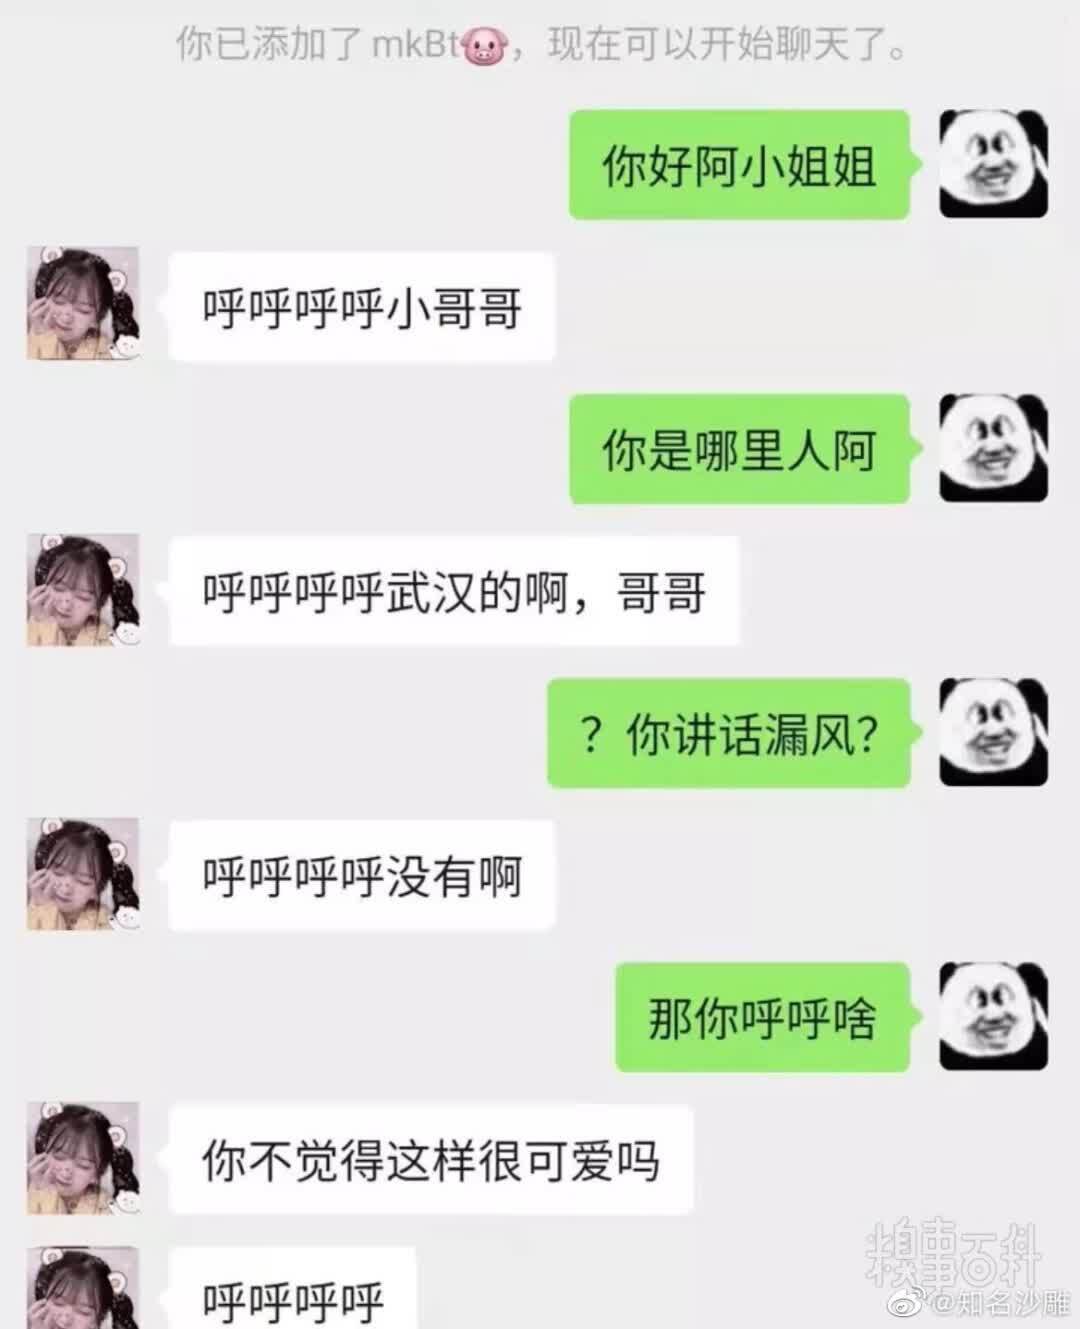 你已添加了 mkBt🐷，现在可以开始聊天了。
你好阿小姐姐
呼呼呼呼小哥哥
你是哪里人阿
呼呼呼呼武汉的啊，哥哥
？你讲话漏风？
呼呼呼呼没有啊
那你呼呼啥
你不觉得这样很可爱吗
呼呼呼呼
糗事百科
@知名沙雕